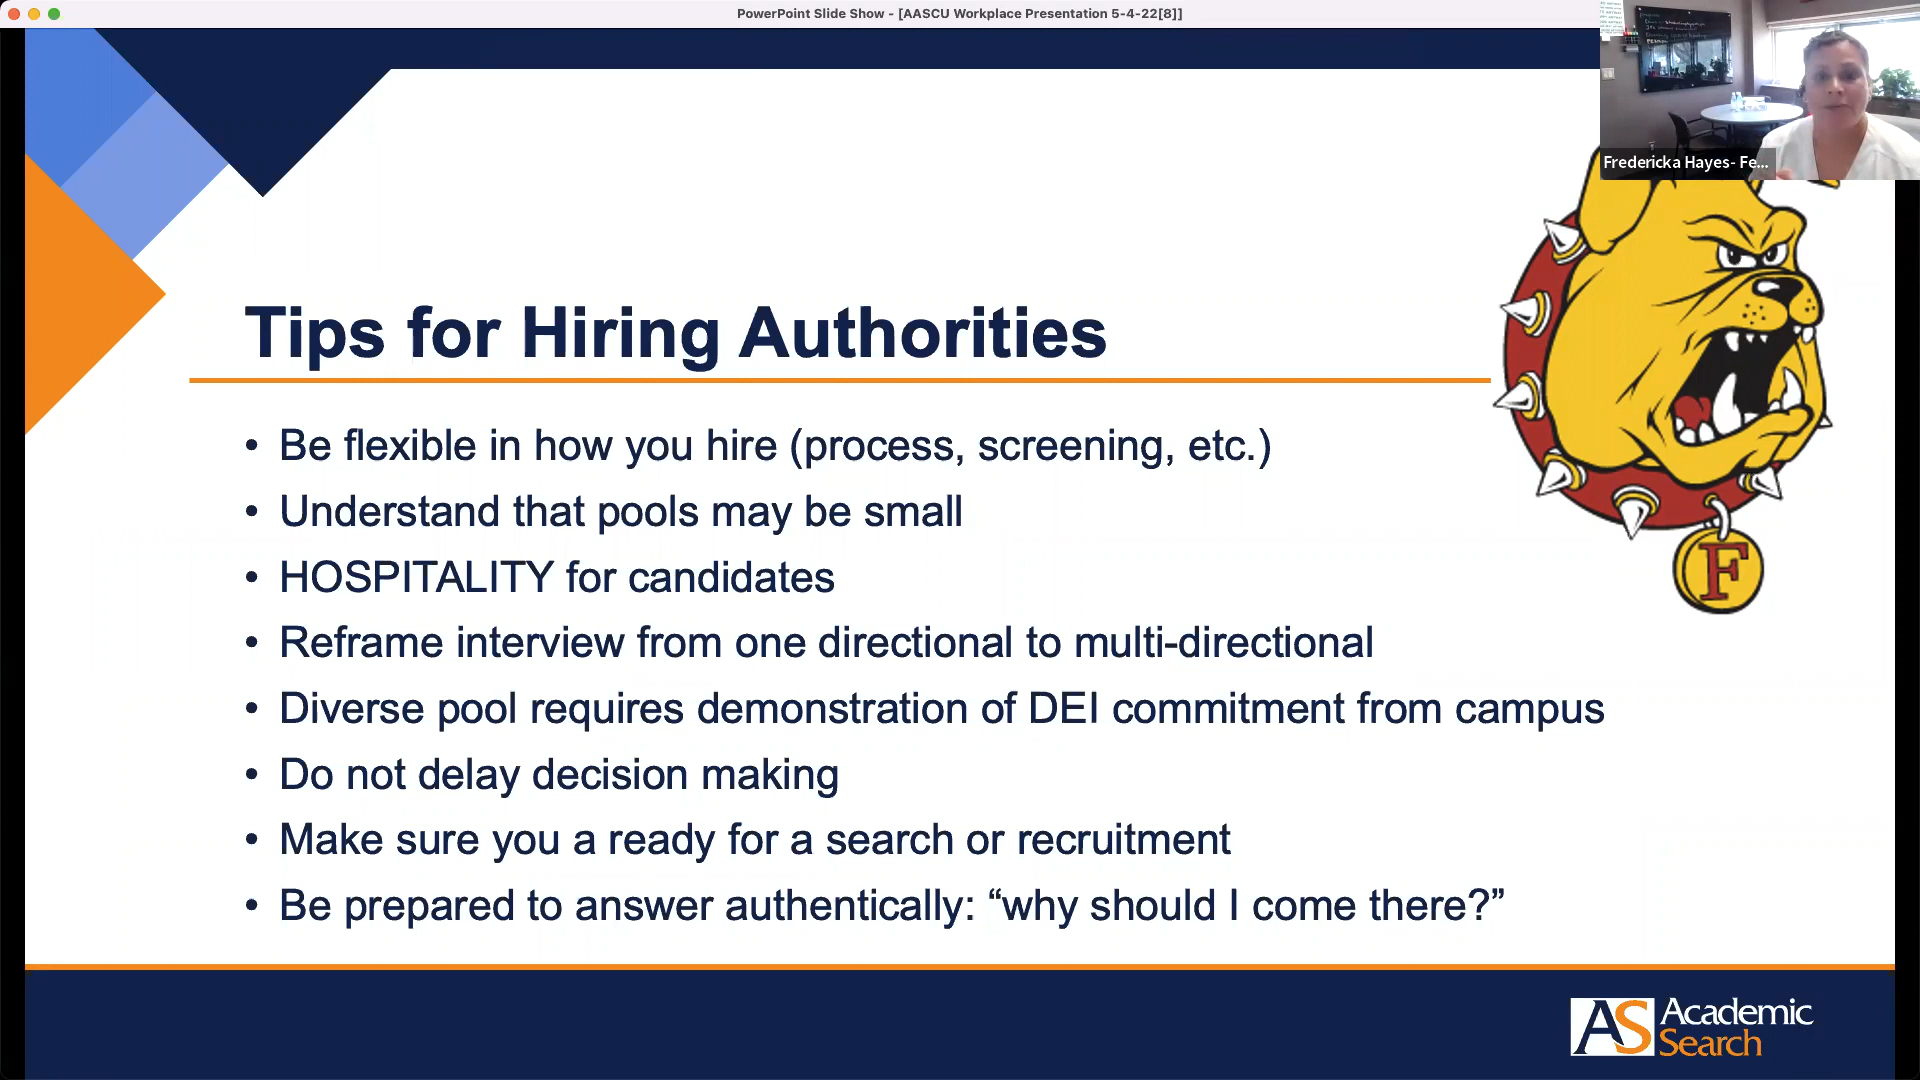 PowerPoint Slide Show - [AASCU Workplace Presentation 5-4-22[8]]
Fredericka Hayes- Fe...
Tips for Hiring Authorities
• Be flexible in how you hire (process, screening, etc.)
• Understand that pools may be small
• HOSPITALITY for candidates
• Reframe interview from one directional to multi-directional
• Diverse pool requires demonstration of DEI commitment from campus
• Do not delay decision making
• Make sure you a ready for a search or recruitment
• Be prepared to answer authentically: “why should I come there?”
F
AS Academic
Search